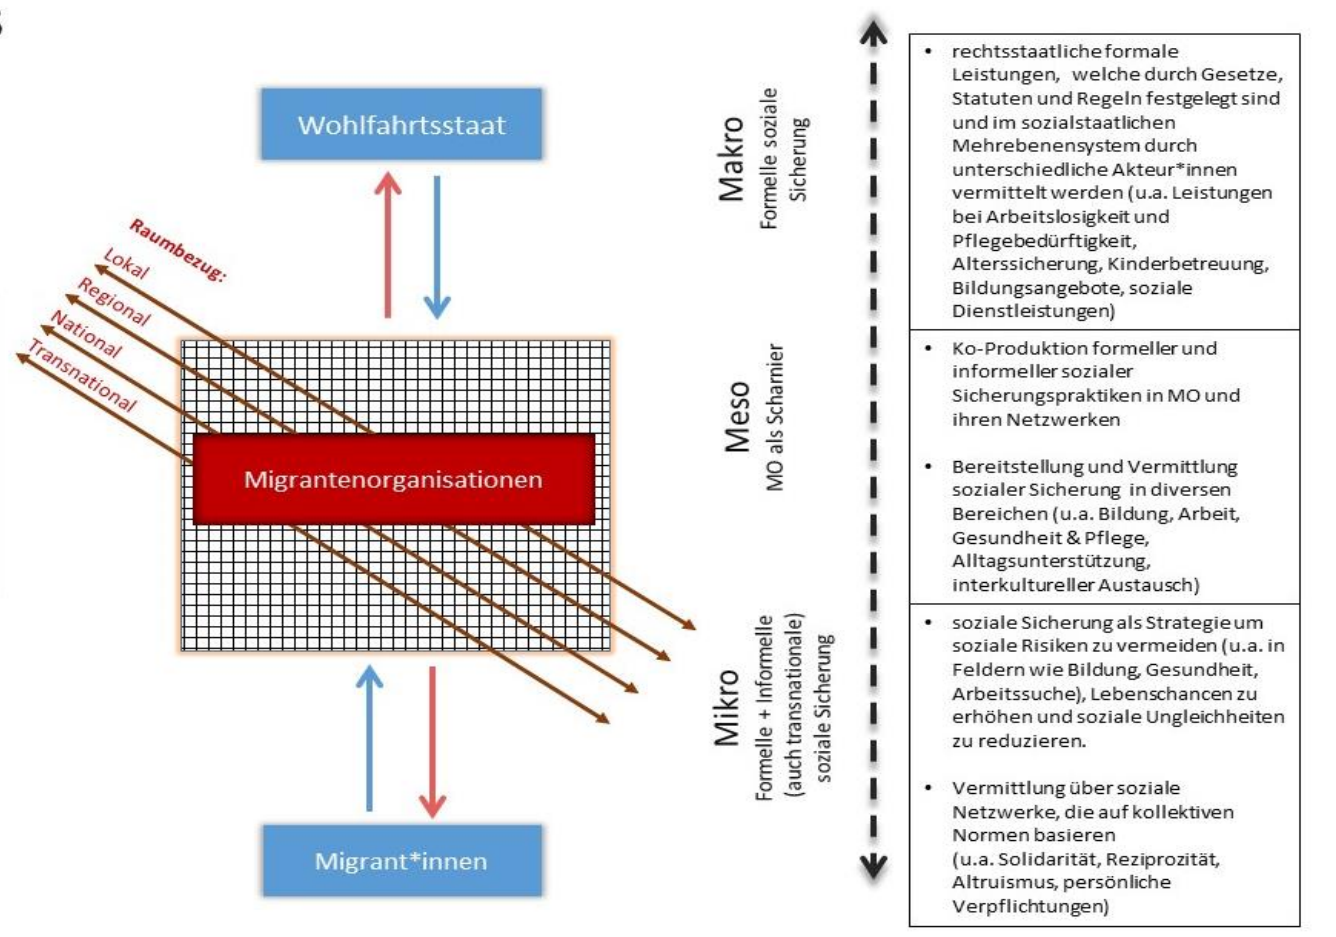 Wohlfahrtsstaat
Raumbezug:
Lokal
Regional
National
Transnational
Migrantenorganisationen
Migrant*innen
Makro
Formelle soziale
Sicherung
Meso
MO als Scharnier
Mikro
Formelle + Informelle
(auch transnationale)
soziale Sicherung
• rechtsstaatliche formale
Leistungen, welche durch Gesetze,
Statuten und Regeln festgelegt sind
und im sozialstaatlichen
Mehrebenensystem durch
unterschiedliche Akteur*innen
vermittelt werden (u.a. Leistungen
bei Arbeitslosigkeit und
Pflegebedürftigkeit,
Alterssicherung, Kinderbetreuung,
Bildungsangebote, soziale
Dienstleistungen)
• Ko-Produktion formeller und
informeller sozialer
Sicherungspraktiken in MO und
ihren Netzwerken
• Bereitstellung und Vermittlung
sozialer Sicherung in diversen
Bereichen (u.a. Bildung, Arbeit,
Gesundheit & Pflege,
Alltagsunterstützung,
interkultureller Austausch)
• soziale Sicherung als Strategie um
soziale Risiken zu vermeiden (u.a. in
Feldern wie Bildung, Gesundheit,
Arbeitssuche), Lebenschancen zu
erhöhen und soziale Ungleichheiten
zu reduzieren.
• Vermittlung über soziale
Netzwerke, die auf kollektiven
Normen basieren
(u.a. Solidarität, Reziprozität,
Altruismus, persönliche
Verpflichtungen)